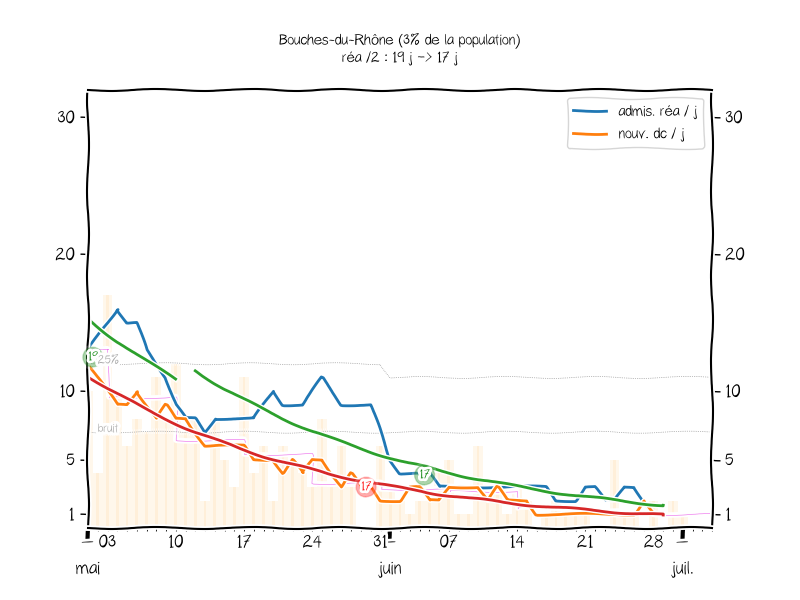 Bouches-du-Rhône (3% de la population)
réa /2 : 19 j -> 17 j
admis. réa / j
nouv. dc / j
30
30
20
20
25%
10
10
bruit
5
5
17
17
1
1
03
10
17
24
31
07
14
21
28
mai
juin
juil.